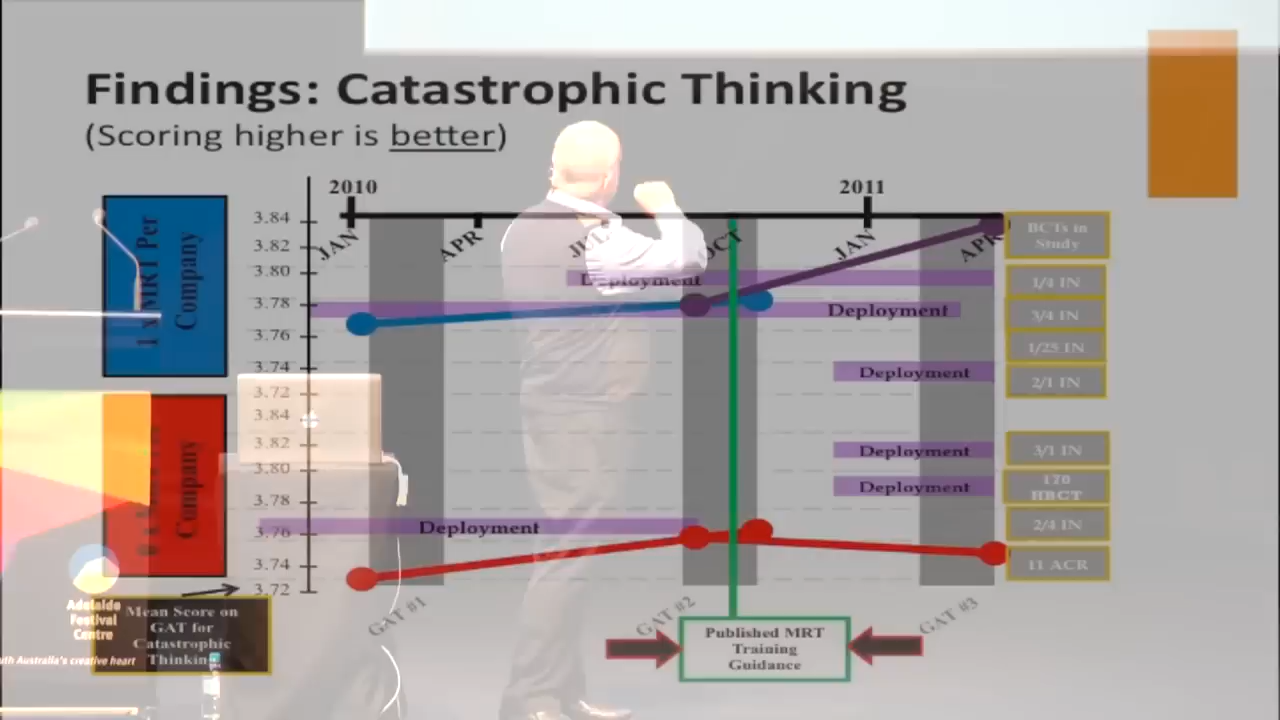 Findings: Catastrophic Thinking
(Scoring higher is better)
2010
2011
JAN
APR
OCT
JAN
APR
1 x MRT Per
Company
3.84
3.82
3.80
3.78
3.76
3.74
3.72
3.84
3.82
3.80
3.78
3.76
3.74
3.72
Company
Deployment
Deployment
Deployment
Deployment
Deployment
Deployment
BCTs in
Study
1/4 IN
3/4 IN
1/25 IN
2/1 IN
3/1 IN
170
HBCT
2/4 IN
11 ACR
GAT #1
GAT #2
GAT #3
Mean Score on
GAT for
Catastrophic
Thinking
Published MRT
Training
Guidance
Adelaide
Festival
Centre
uth Australia's creative heart